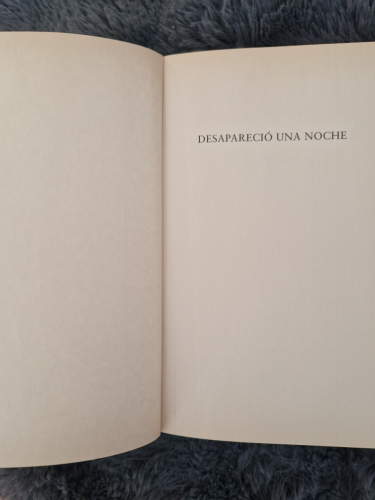 DESAPARECIÓ UNA NOCHE